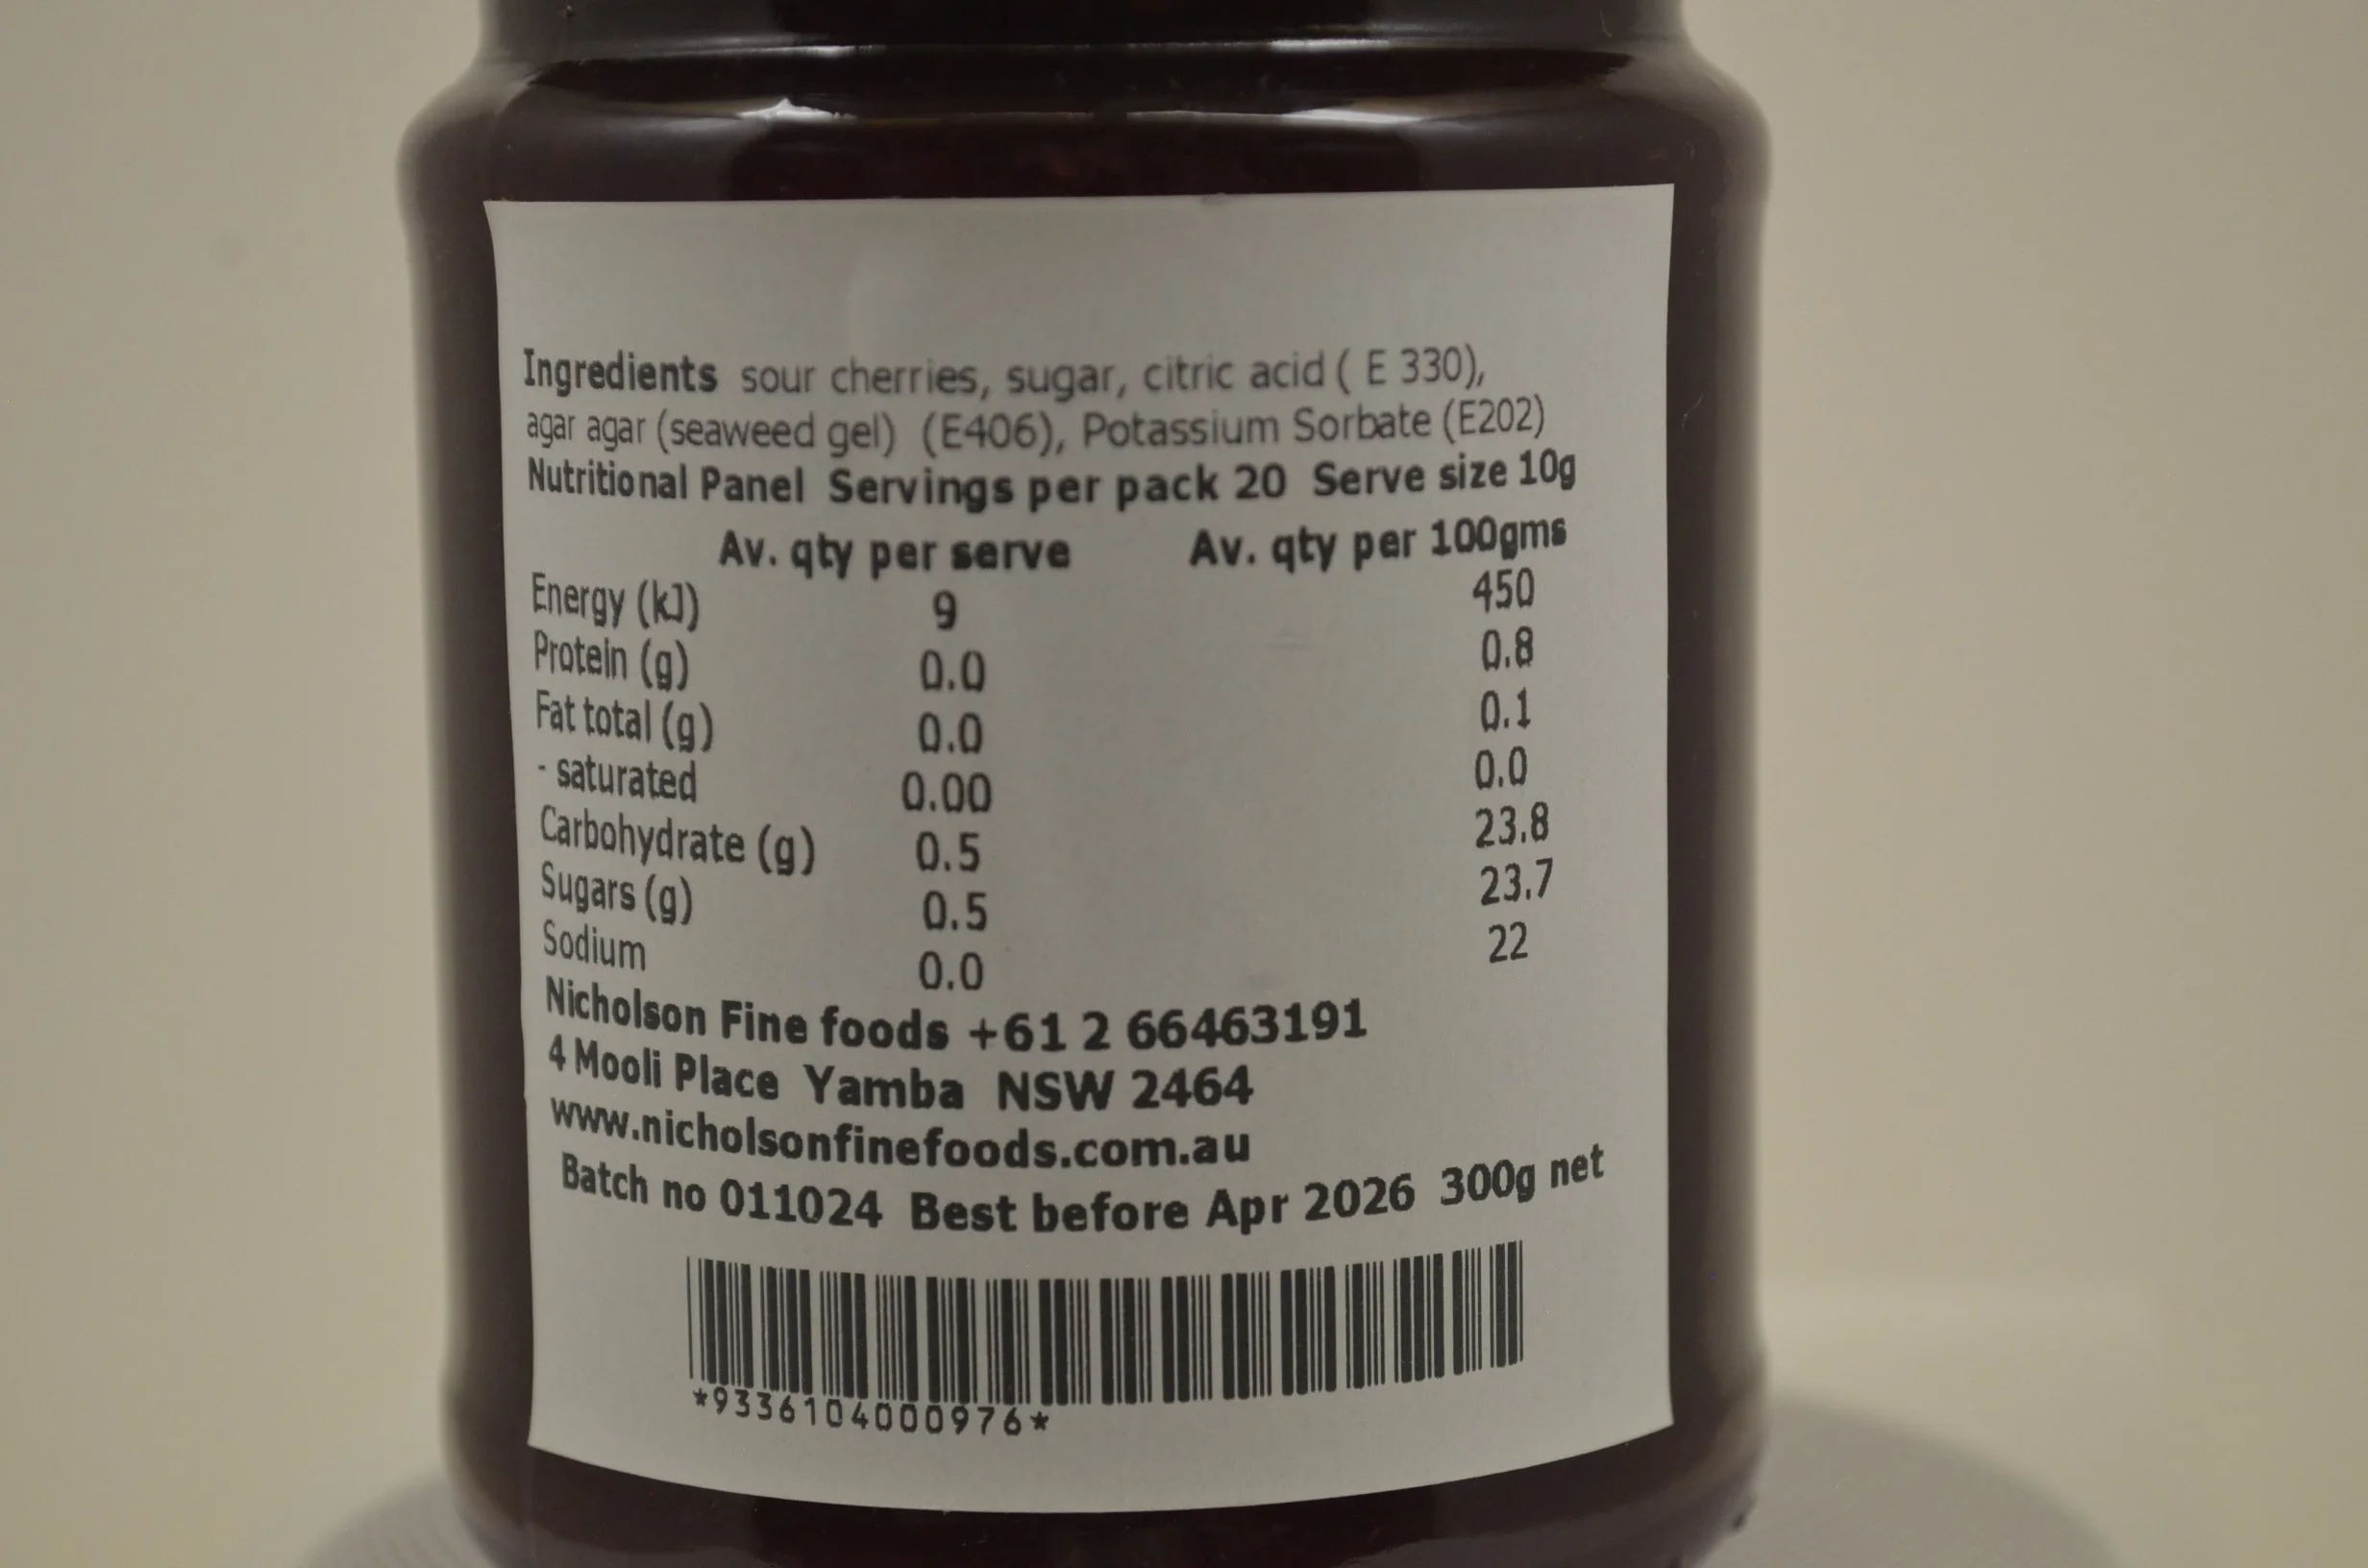 Ingredients sour cherries, sugar, citric acid ( E 330),
agar agar (seaweed gel) (E406), Potassium Sorbate (E202)
Nutritional Panel Servings per pack 20 Serve size 10g
Av. qty per serve Av. qty per 100gms
Energy (kJ) 9 450
Protein (g) 0.0 0.8
Fat total (g) 0.0 0.1
- saturated 0.00 0.0
Carbohydrate (g) 0.5 23.8
Sugars (g) 0.5 23.7
Sodium 0.0 22
Nicholson Fine foods +61 2 66463191
4 Mooli Place Yamba NSW 2464
www.nicholsonfinefoods.com.au
Batch no 011024 Best before Apr 2026 300g net
*9336104000976*